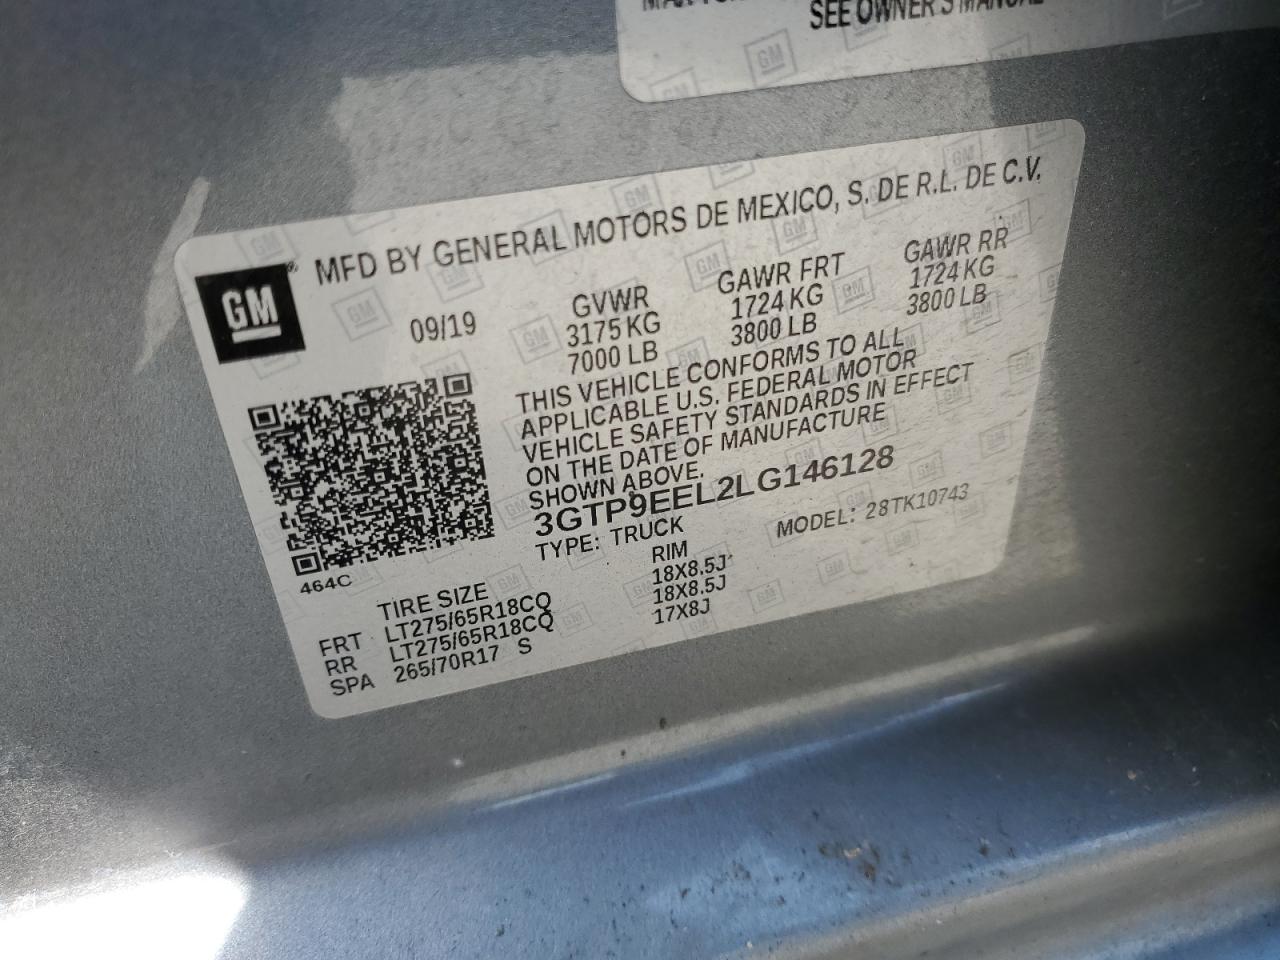 SEE OWNER'S MANUAL
MFD BY GENERAL MOTORS DE MEXICO, S. DE R.L. DE C.V.
GM
09/19
GVWR GAWR FRT GAWR RR
3175 KG 1724 KG 1724 KG
7000 LB 3800 LB 3800 LB
THIS VEHICLE CONFORMS TO ALL
APPLICABLE U.S. FEDERAL MOTOR
VEHICLE SAFETY STANDARDS IN EFFECT
ON THE DATE OF MANUFACTURE
SHOWN ABOVE.
3GTP9EEL2LG146128
TYPE: TRUCK MODEL: 28TK10743
464C
TIRE SIZE RIM
FRT LT275/65R18CQ 18X8.5J
RR LT275/65R18CQ 18X8.5J
SPA 265/70R17 S 17X8J